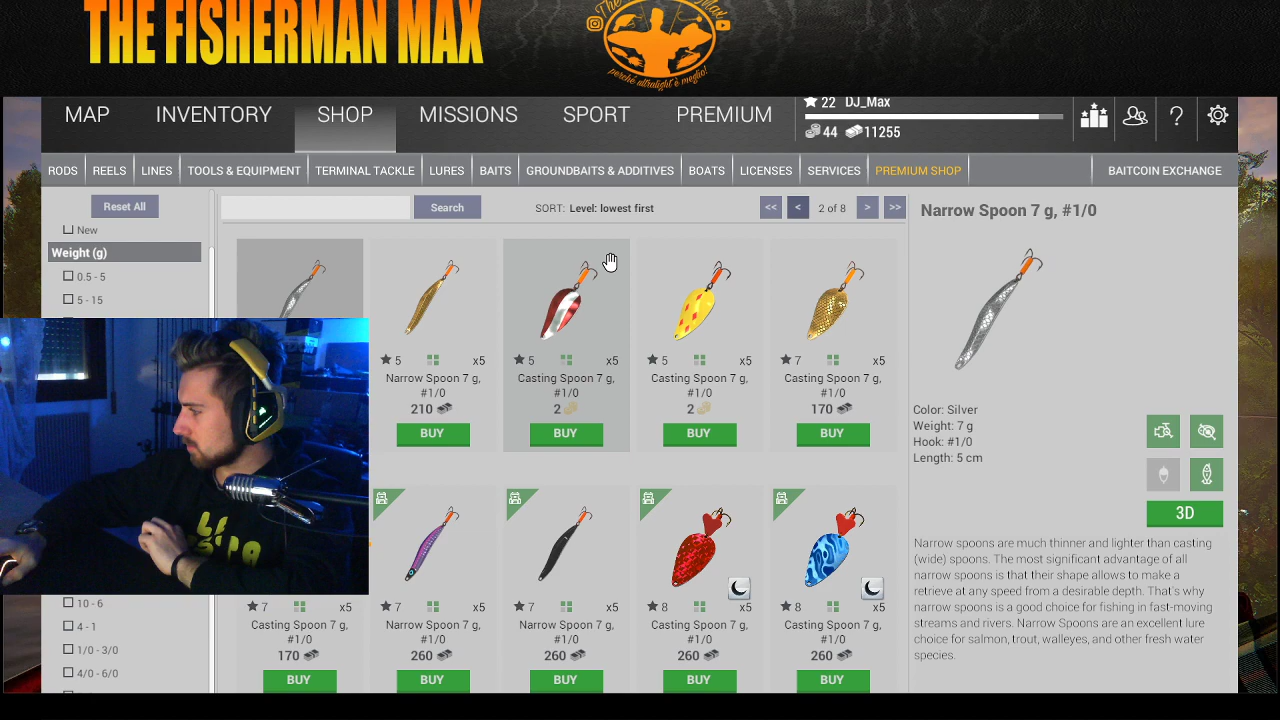 THE FISHERMAN MAX
perché ultralight è meglio!
MAP INVENTORY SHOP MISSIONS SPORT PREMIUM
22 DJ_Max
44 11255
RODS REELS LINES TOOLS & EQUIPMENT TERMINAL TACKLE LURES BAITS GROUNDBAITS & ADDITIVES BOATS LICENSES SERVICES PREMIUM SHOP BAITCOIN EXCHANGE
Reset All
Search
SORT: Level: lowest first
<< < 2 of 8 > >>
New
Weight (g)
0.5 - 5
5 - 15
10 - 6
4 - 1
1/0 - 3/0
4/0 - 6/0
5 x5
Narrow Spoon 7 g,
#1/0
210
BUY
5 x5
Casting Spoon 7 g,
#1/0
2
BUY
5 x5
Casting Spoon 7 g,
#1/0
2
BUY
7 x5
Casting Spoon 7 g,
#1/0
170
BUY
7 x5
Casting Spoon 7 g,
#1/0
170
BUY
7 x5
Narrow Spoon 7 g,
#1/0
260
BUY
7 x5
Narrow Spoon 7 g,
#1/0
260
BUY
8 x5
Casting Spoon 7 g,
#1/0
260
BUY
8 x5
Casting Spoon 7 g,
#1/0
260
BUY
Narrow Spoon 7 g, #1/0
Color: Silver
Weight: 7 g
Hook: #1/0
Length: 5 cm
3D
Narrow spoons are much thinner and lighter than casting
(wide) spoons. The most significant advantage of all
narrow spoons is that their shape allows to make a
retrieve at any speed from a desirable depth. That's why
narrow spoons is a good choice for fishing in fast-moving
streams and rivers. Narrow Spoons are an excellent lure
choice for salmon, trout, walleyes, and other fresh water
species.